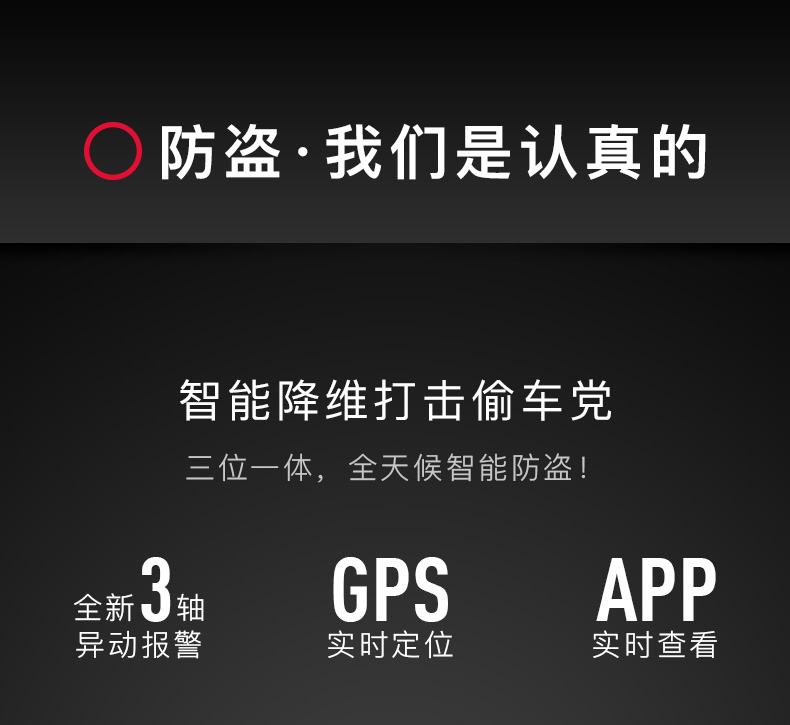 防盗·我们是认真的
智能降维打击偷车党
三位一体，全天候智能防盗！
全新3轴
异动报警
GPS
实时定位
APP
实时查看